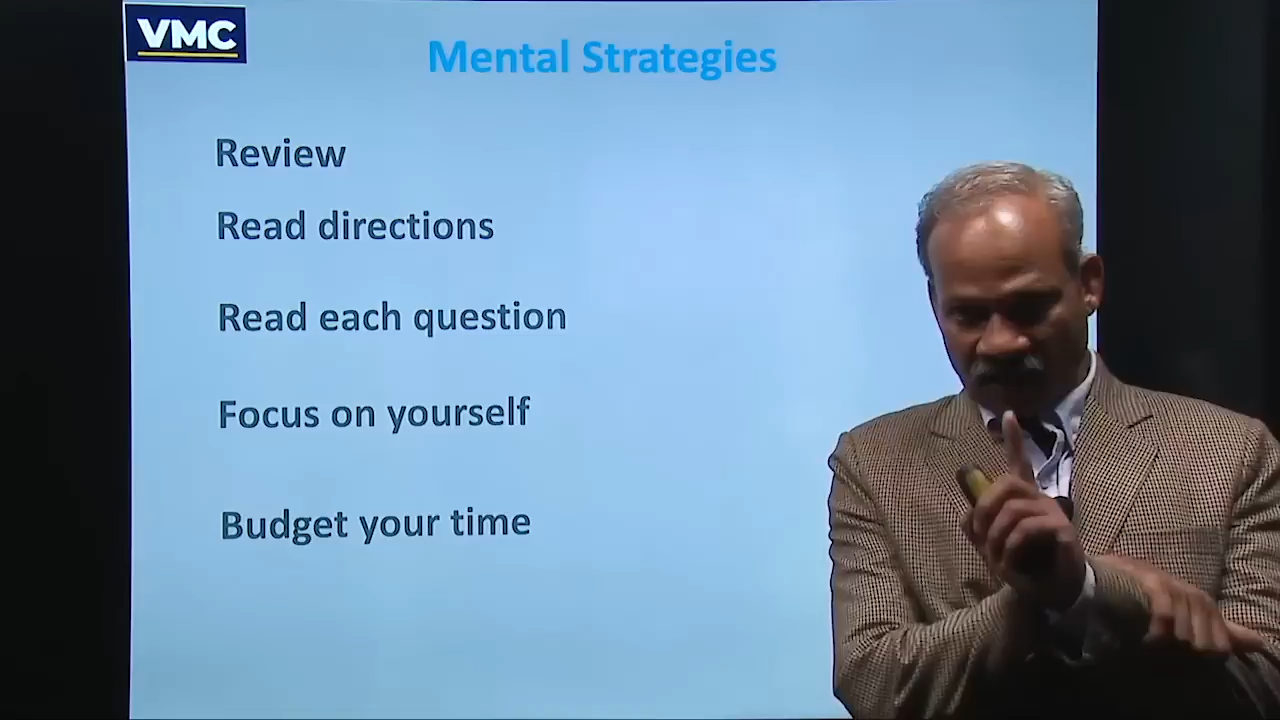 VMC
Mental Strategies
Review
Read directions
Read each question
Focus on yourself
Budget your time